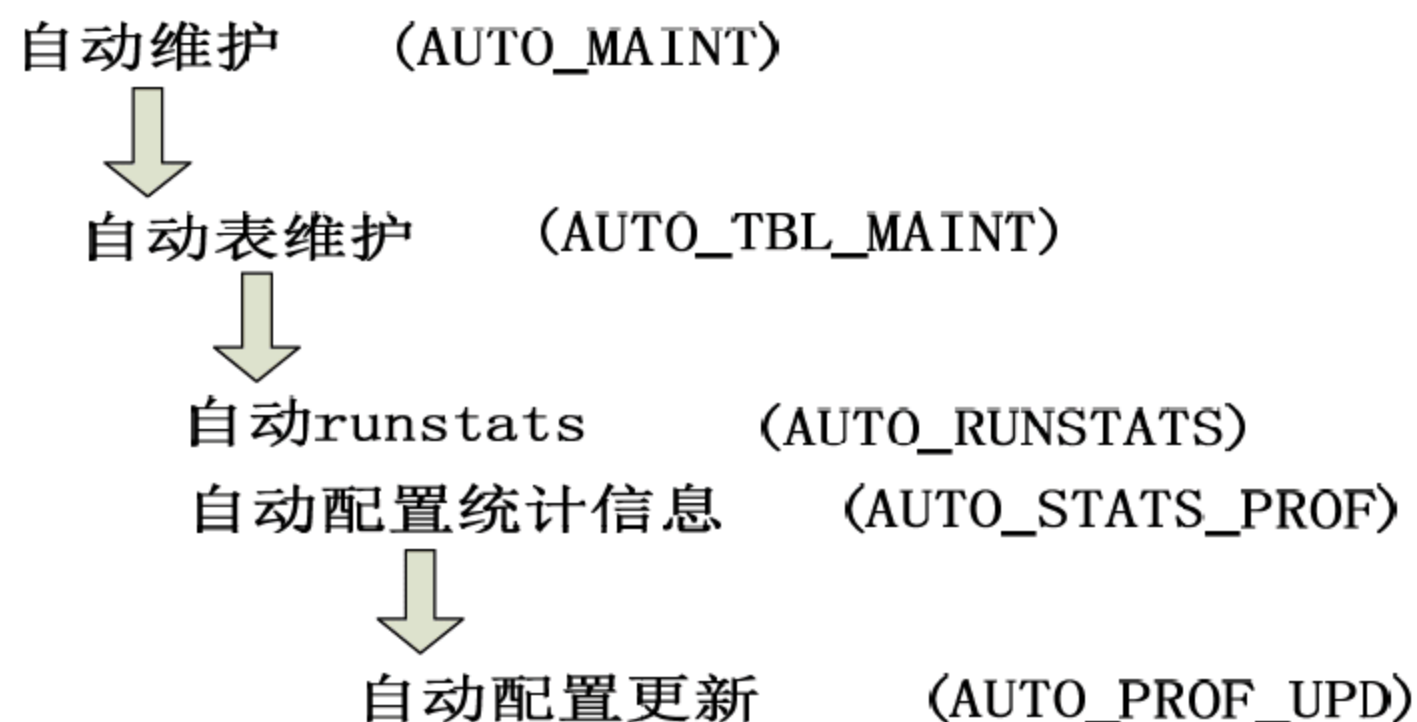 自动维护 (AUTO_MAINT)
自动表维护 (AUTO_TBL_MAINT)
自动runstats (AUTO_RUNSTATS)
自动配置统计信息 (AUTO_STATS_PROF)
自动配置更新 (AUTO_PROF_UPD)